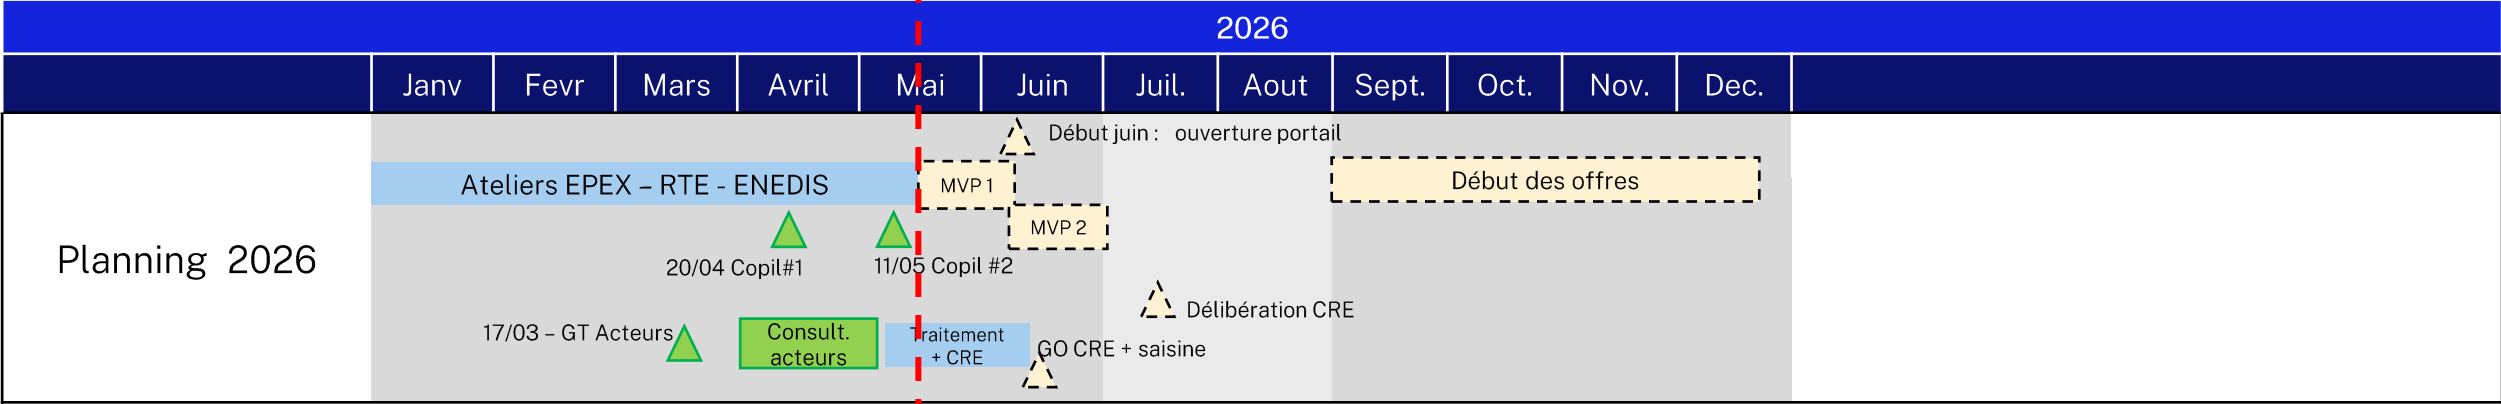 2026
Janv Fevr Mars Avril Mai Juin Juil. Aout Sept. Oct. Nov. Dec.
Début juin : ouverture portail
Ateliers EPEX – RTE - ENEDIS
MVP 1
Début des offres
MVP 2
Planning 2026
20/04 Copil#1
11/05 Copil #2
Délibération CRE
17/03 – GT Acteurs
Consult.
acteurs
Traitement
+ CRE
GO CRE + saisine